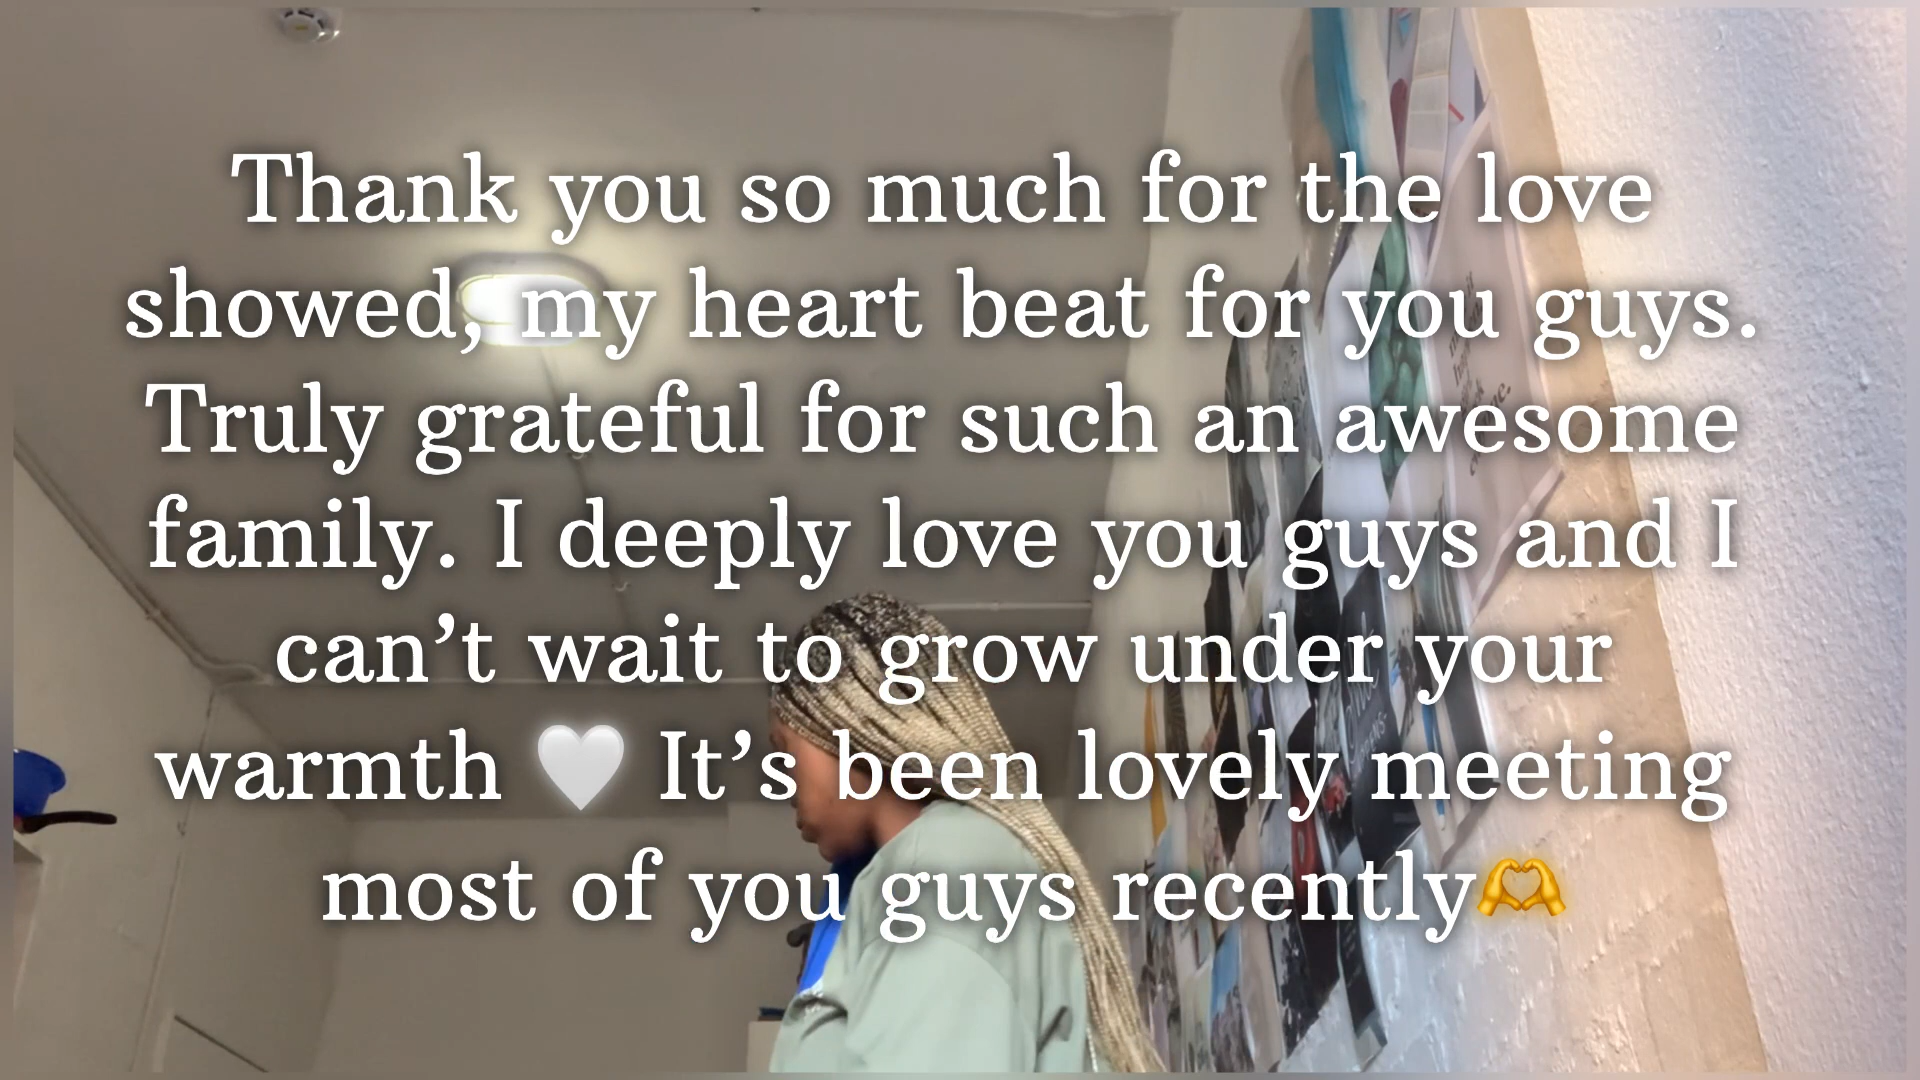 Thank you so much for the love
showed, my heart beat for you guys.
Truly grateful for such an awesome
family. I deeply love you guys and I
can’t wait to grow under your
warmth 🤍 It’s been lovely meeting
most of you guys recently🫶